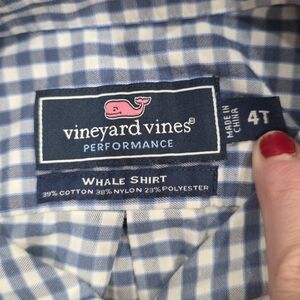 vineyard vines®
PERFORMANCE
MADE IN
CHINA
4T
WHALE SHIRT
39% COTTON 38% NYLON 23% POLYESTER